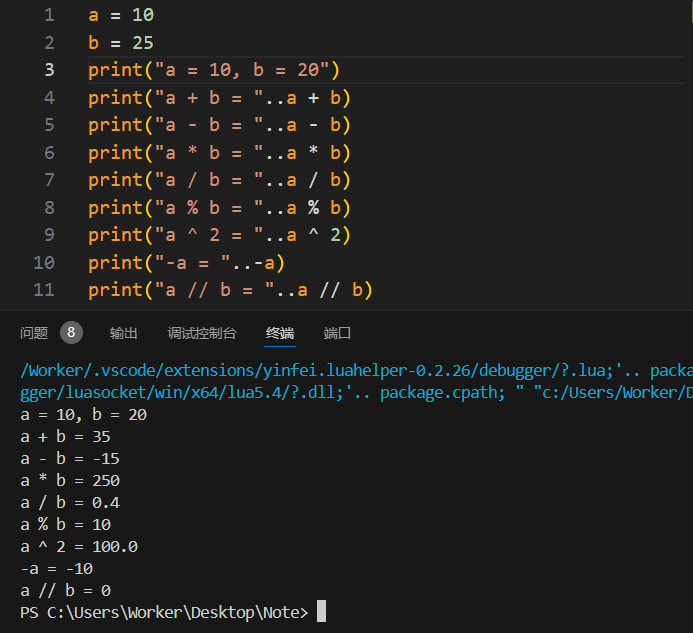 1 a = 10
2 b = 25
3 print("a = 10, b = 20")
4 print("a + b = "..a + b)
5 print("a - b = "..a - b)
6 print("a * b = "..a * b)
7 print("a / b = "..a / b)
8 print("a % b = "..a % b)
9 print("a ^ 2 = "..a ^ 2)
10 print("-a = "..-a)
11 print("a // b = "..a // b)
问题 8 输出 调试控制台 终端 端口
/Worker/.vscode/extensions/yinfei.luahelper-0.2.26/debugger/?.lua;'.. packa
gger/luasocket/win/x64/lua5.4/?.dll;'.. package.cpath; " "c:/Users/Worker/D
a = 10, b = 20
a + b = 35
a - b = -15
a * b = 250
a / b = 0.4
a % b = 10
a ^ 2 = 100.0
-a = -10
a // b = 0
PS C:\Users\Worker\Desktop\Note>